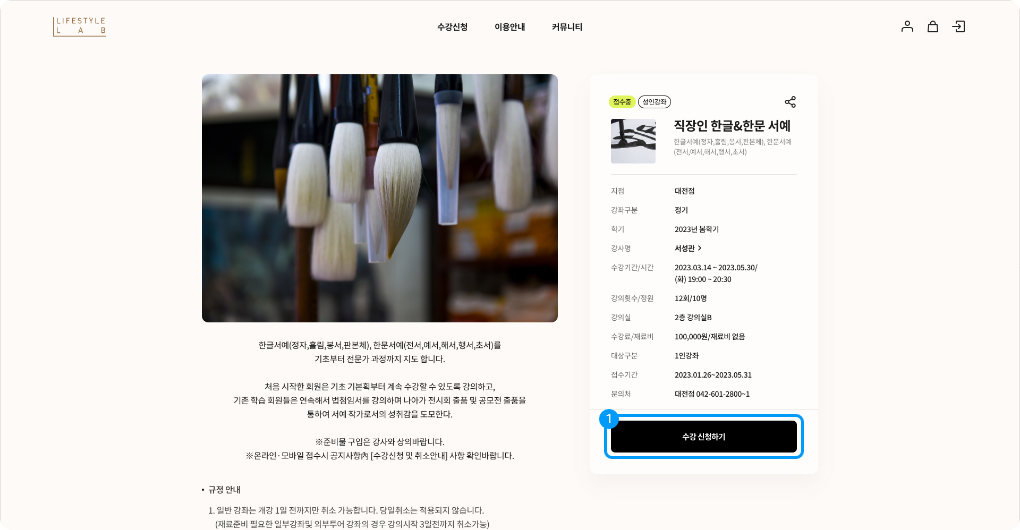 LIFESTYLE
LAB
수강신청 이용안내 커뮤니티
접수중 성인강좌
직장인 한글&한문 서예
한글서예(정자,흘림,봉서,판본체), 한문서예
(전서,예서,해서,행서,초서)
지점 대전점
강좌구분 정기
학기 2023년 봄학기
강사명 서성관 >
수강기간/시간 2023.03.14 ~ 2023.05.30/
(화) 19:00 ~ 20:30
강의횟수/정원 12회/10명
강의실 2층 강의실B
수강료/재료비 100,000원/재료비 없음
대상구분 1인강좌
접수기간 2023.01.26~2023.05.31
문의처 대전점 042-601-2800~1
1
수강 신청하기
한글서예(정자,흘림,봉서,판본체), 한문서예(전서,예서,해서,행서,초서)를
기초부터 전문가 과정까지 지도 합니다.
처음 시작한 회원은 기초 기본획부터 계속 수강할 수 있도록 강의하고,
기존 학습 회원들은 연속해서 법첩임서를 강의하며 나아가 전시회 출품 및 공모전 출품을
통하여 서예 작가로서의 성취감을 도모한다.
※준비물 구입은 강사와 상의바랍니다.
※온라인·모바일 접수시 공지사항內 [수강신청 및 취소안내] 사항 확인바랍니다.
• 규정 안내
1. 일반 강좌는 개강 1일 전까지만 취소 가능합니다. 당일취소는 적용되지 않습니다.
(재료준비 필요한 일부강좌및 외부투어 강좌의 경우 강의시작 3일전까지 취소가능)